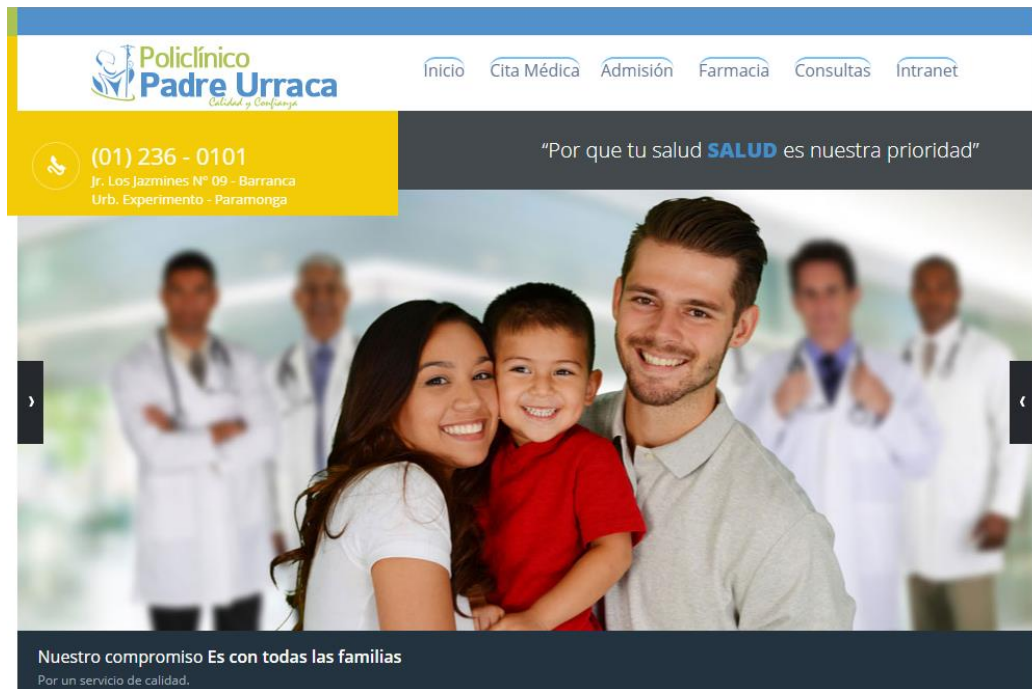 Policlínico
Padre Urraca
Calidad y Confianza
Inicio Cita Médica Admisión Farmacia Consultas Intranet
(01) 236 - 0101
Jr. Los Jazmines Nº 09 - Barranca
Urb. Experimento - Paramonga
“Por que tu salud SALUD es nuestra prioridad”
Nuestro compromiso Es con todas las familias
Por un servicio de calidad.